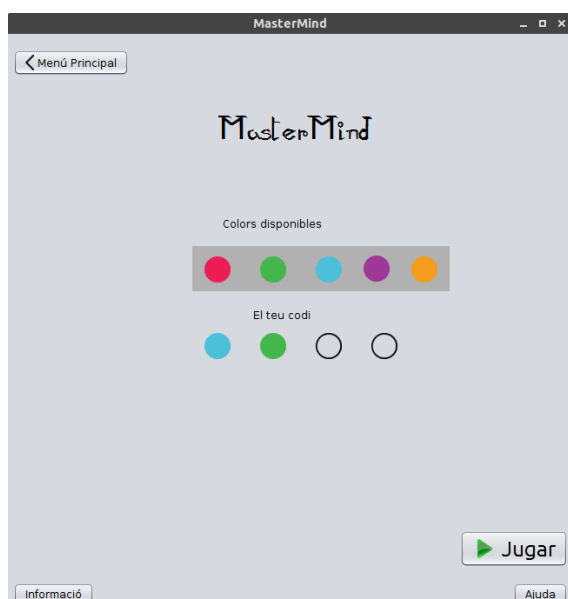 MasterMind
Menú Principal
MasterMind
Colors disponibles
El teu codi
Jugar
Informació
Ajuda